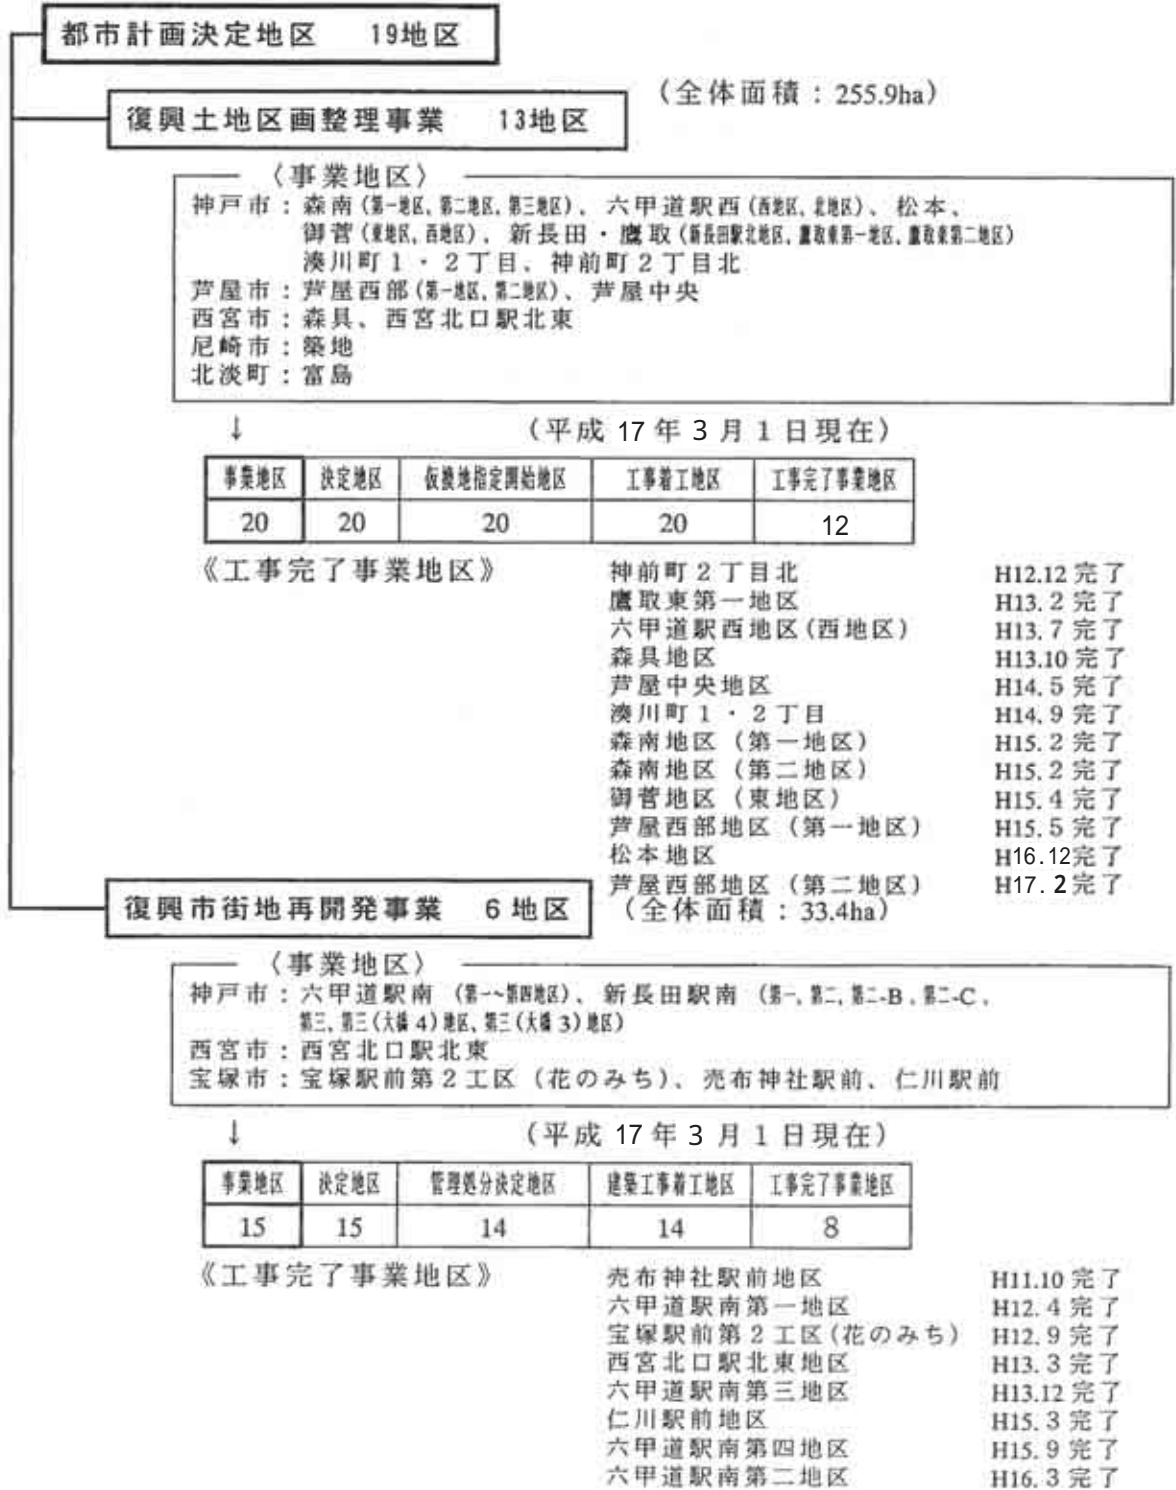 都市計画決定地区　19地区
(全体面積：255.9ha)
復興土地区画整理事業　13地区
〈事業地区〉
神戸市：森南(第一地区, 第二地区, 第三地区)、六甲道駅西(西地区, 北地区)、松本、
御菅(東地区, 西地区)、新長田・鷹取(新長田駅北地区, 鷹取東第一地区, 鷹取東第二地区)
湊川町1・2丁目、神前町2丁目北
芦屋市：芦屋西部(第一地区, 第二地区)、芦屋中央
西宮市：森具、西宮北口駅北東
尼崎市：築地
北淡町：富島
↓　(平成 17 年 3 月 1 日現在)
事業地区　決定地区　仮換地指定開始地区　工事着工地区　工事完了事業地区
20　20　20　20　12
《工事完了事業地区》　神前町2丁目北　H12.12 完了
鷹取東第一地区　H13. 2 完了
六甲道駅西地区(西地区)　H13. 7 完了
森具地区　H13.10 完了
芦屋中央地区　H14. 5 完了
湊川町1・2丁目　H14. 9 完了
森南地区 (第一地区)　H15. 2 完了
森南地区 (第二地区)　H15. 2 完了
御菅地区 (東地区)　H15. 4 完了
芦屋西部地区 (第一地区)　H15. 5 完了
松本地区　H16.12完了
芦屋西部地区 (第二地区)　H17. 2完了
復興市街地再開発事業　6 地区　(全体面積：33.4ha)
〈事業地区〉
神戸市：六甲道駅南 (第一~第四地区)、新長田駅南 (第一, 第二, 第二-B, 第二-C,
第三, 第三(大橋 4) 地区、第三(大橋 3) 地区)
西宮市：西宮北口駅北東
宝塚市：宝塚駅前第2工区 (花のみち)、売布神社駅前、仁川駅前
↓　(平成 17 年 3 月 1 日現在)
事業地区　決定地区　管理処分決定地区　建築工事着工地区　工事完了事業地区
15　15　14　14　8
《工事完了事業地区》　売布神社駅前地区　H11.10 完了
六甲道駅南第一地区　H12. 4 完了
宝塚駅前第2工区(花のみち)　H12. 9 完了
西宮北口駅北東地区　H13. 3 完了
六甲道駅南第三地区　H13.12 完了
仁川駅前地区　H15. 3 完了
六甲道駅南第四地区　H15. 9 完了
六甲道駅南第二地区　H16. 3 完了